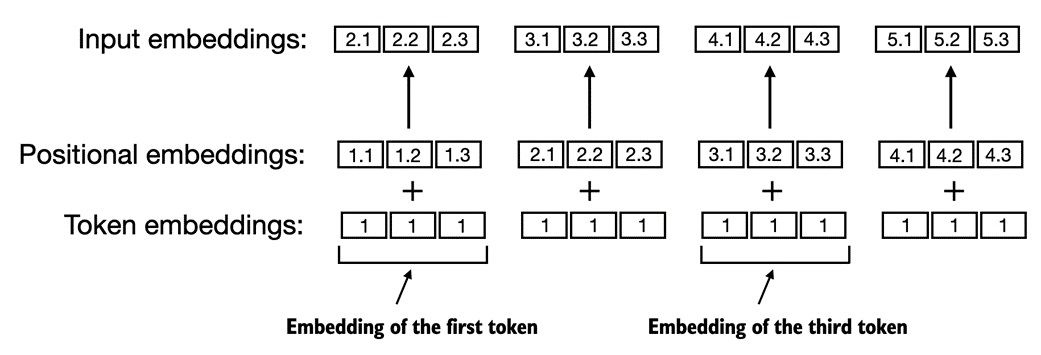 Input embeddings: 2.1 2.2 2.3 3.1 3.2 3.3 4.1 4.2 4.3 5.1 5.2 5.3
Positional embeddings: 1.1 1.2 1.3 2.1 2.2 2.3 3.1 3.2 3.3 4.1 4.2 4.3
+ + + +
Token embeddings: 1 1 1 1 1 1 1 1 1 1 1 1
Embedding of the first token Embedding of the third token